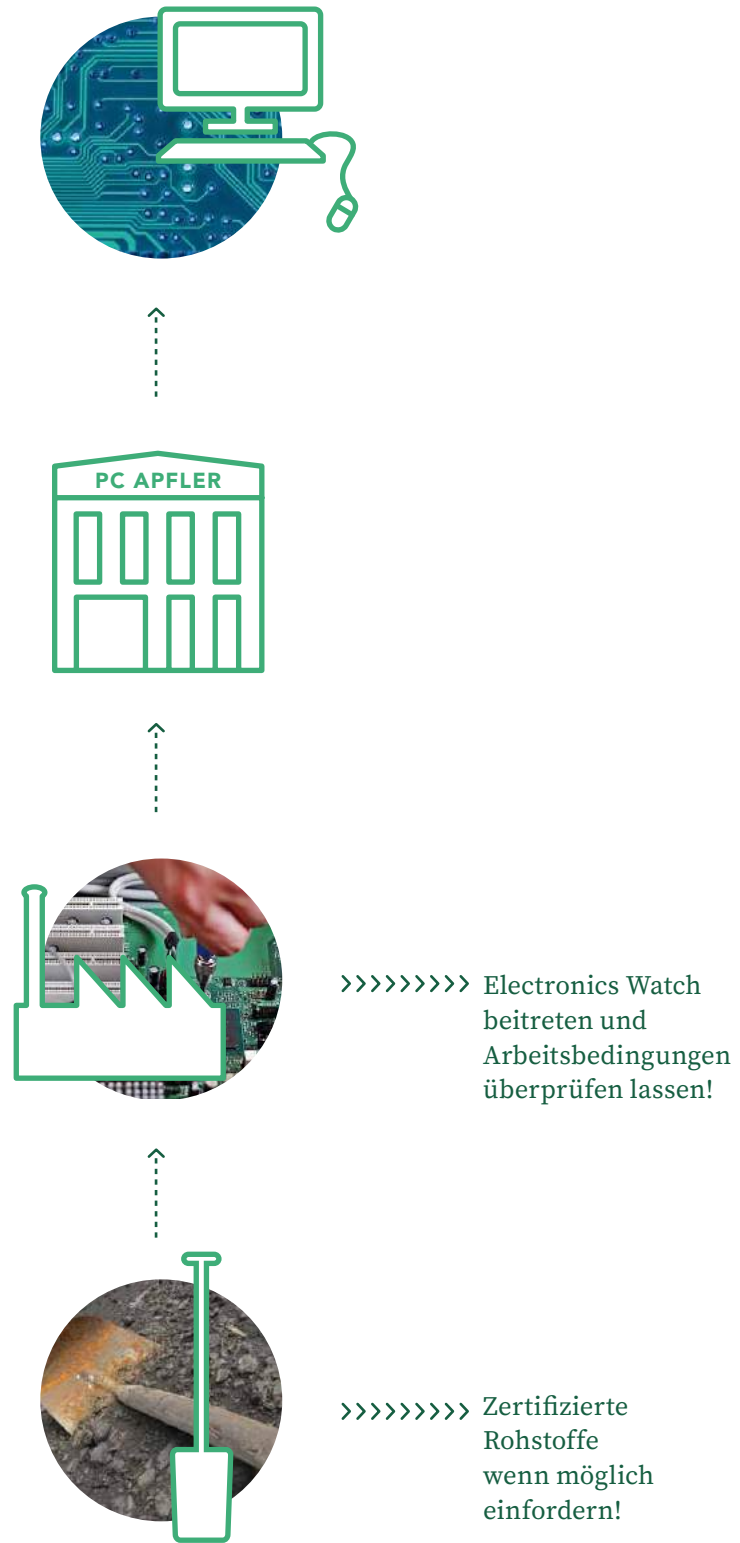 PC APFLER
>>>>>>>>> Electronics Watch
beitreten und
Arbeitsbedingungen
überprüfen lassen!
>>>>>>>>> Zertifizierte
Rohstoffe
wenn möglich
einfordern!